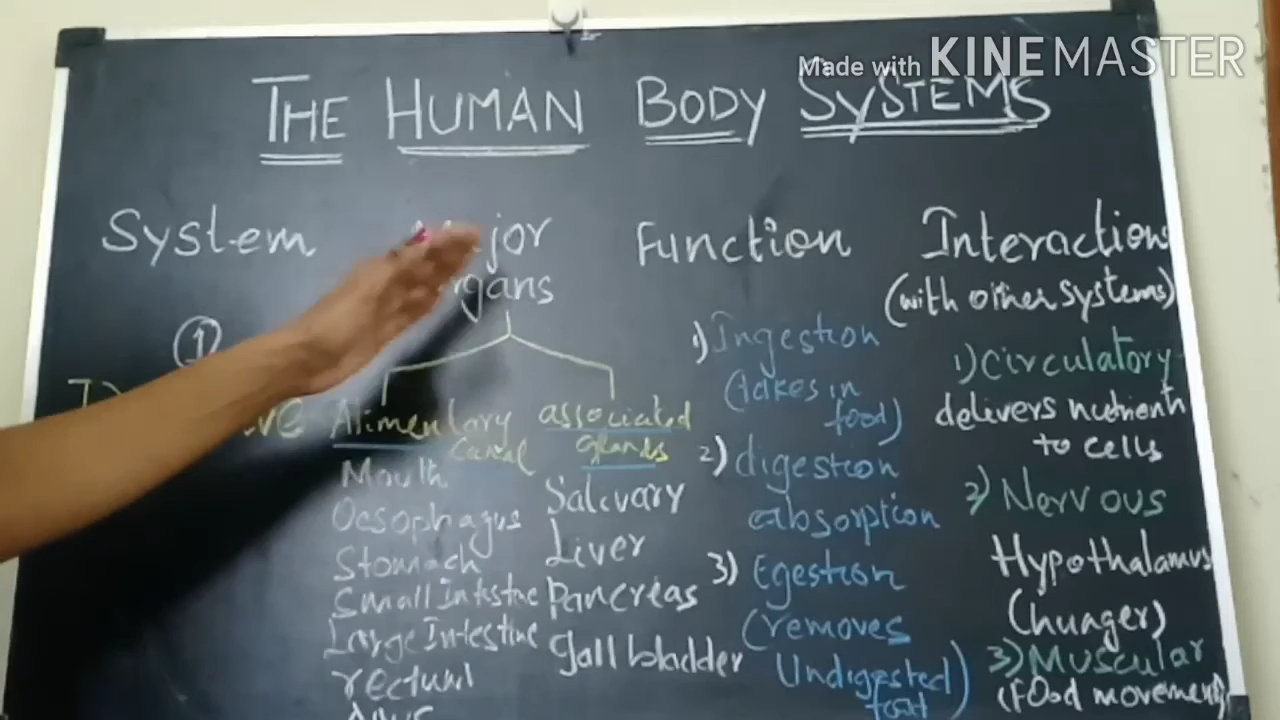 Made with KINEMASTER
THE HUMAN BODY SYSTEMS
System
jor
rgans
Function
Interaction
(with other systems)
①
Alimentary
Canal
Mouth
Oesophagus
Stomach
Small Intestine
Large Intestine
rectum
associated
glands
Salivary
Liver
Pancreas
gall bladder
1) Ingestion
(takes in
food)
2) digestion
absorption
3) Egestion
(removes
Undigested)
food
1) Circulatory
delivers nutrients
to cells
2) Nervous
Hypothalamus
(hunger)
3) Muscular
(Food movement)